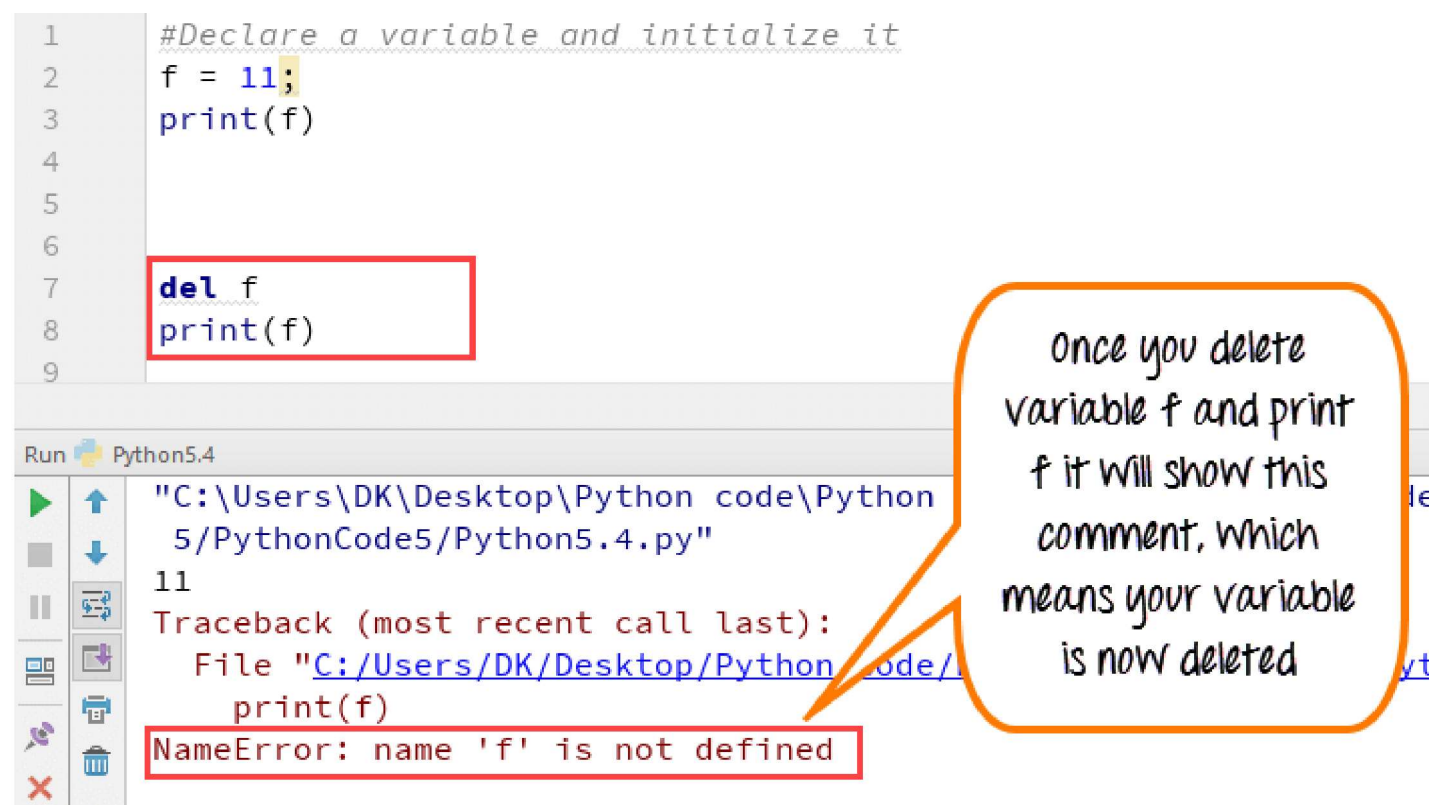 1 #Declare a variable and initialize it
2 f = 11;
3 print(f)
4
5
6
7 del f
8 print(f)
9
Run Python5.4
"C:\Users\DK\Desktop\Python code\Python
5/PythonCode5/Python5.4.py"
11
Traceback (most recent call last):
File "C:/Users/DK/Desktop/Python
print(f)
NameError: name 'f' is not defined
Once you delete
variable f and print
f it will show this
comment, which
means your variable
is now deleted